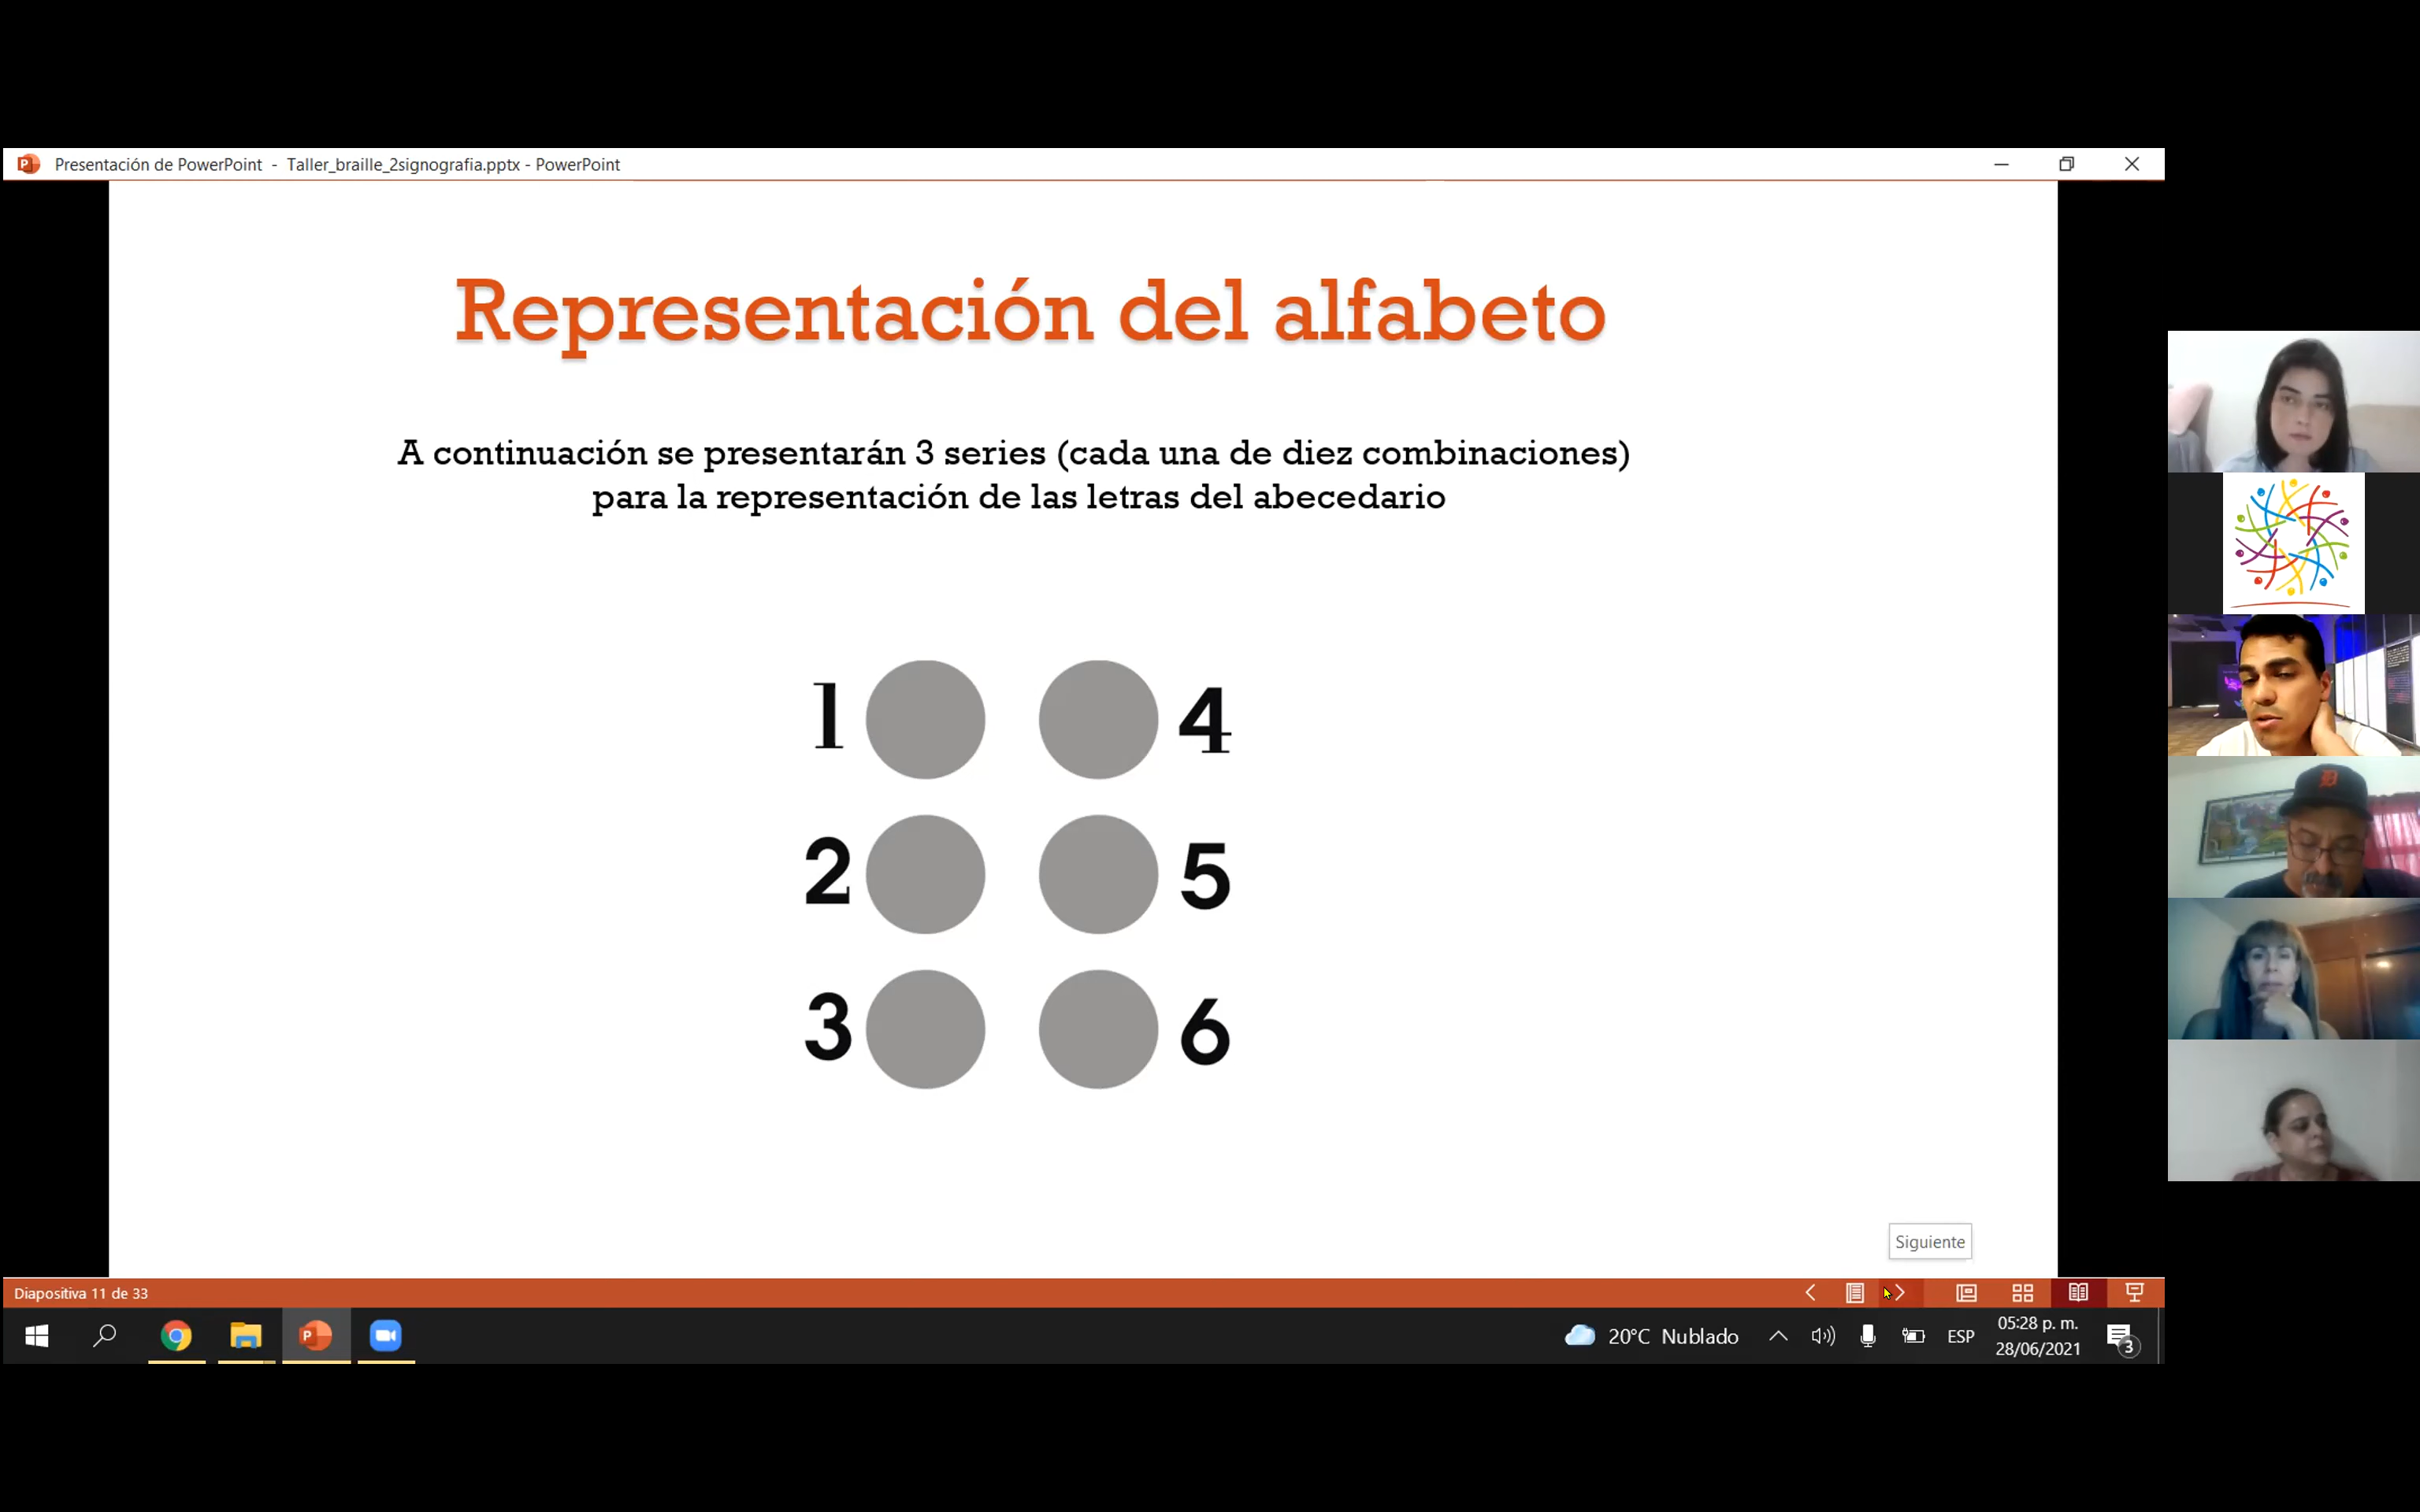 Presentación de PowerPoint - Taller_braille_2signografia.pptx - PowerPoint
Representación del alfabeto
A continuación se presentarán 3 series (cada una de diez combinaciones)
para la representación de las letras del abecedario
1 4
2 5
3 6
Siguiente
Diapositiva 11 de 33
20°C Nublado
ESP
05:28 p. m.
28/06/2021
3